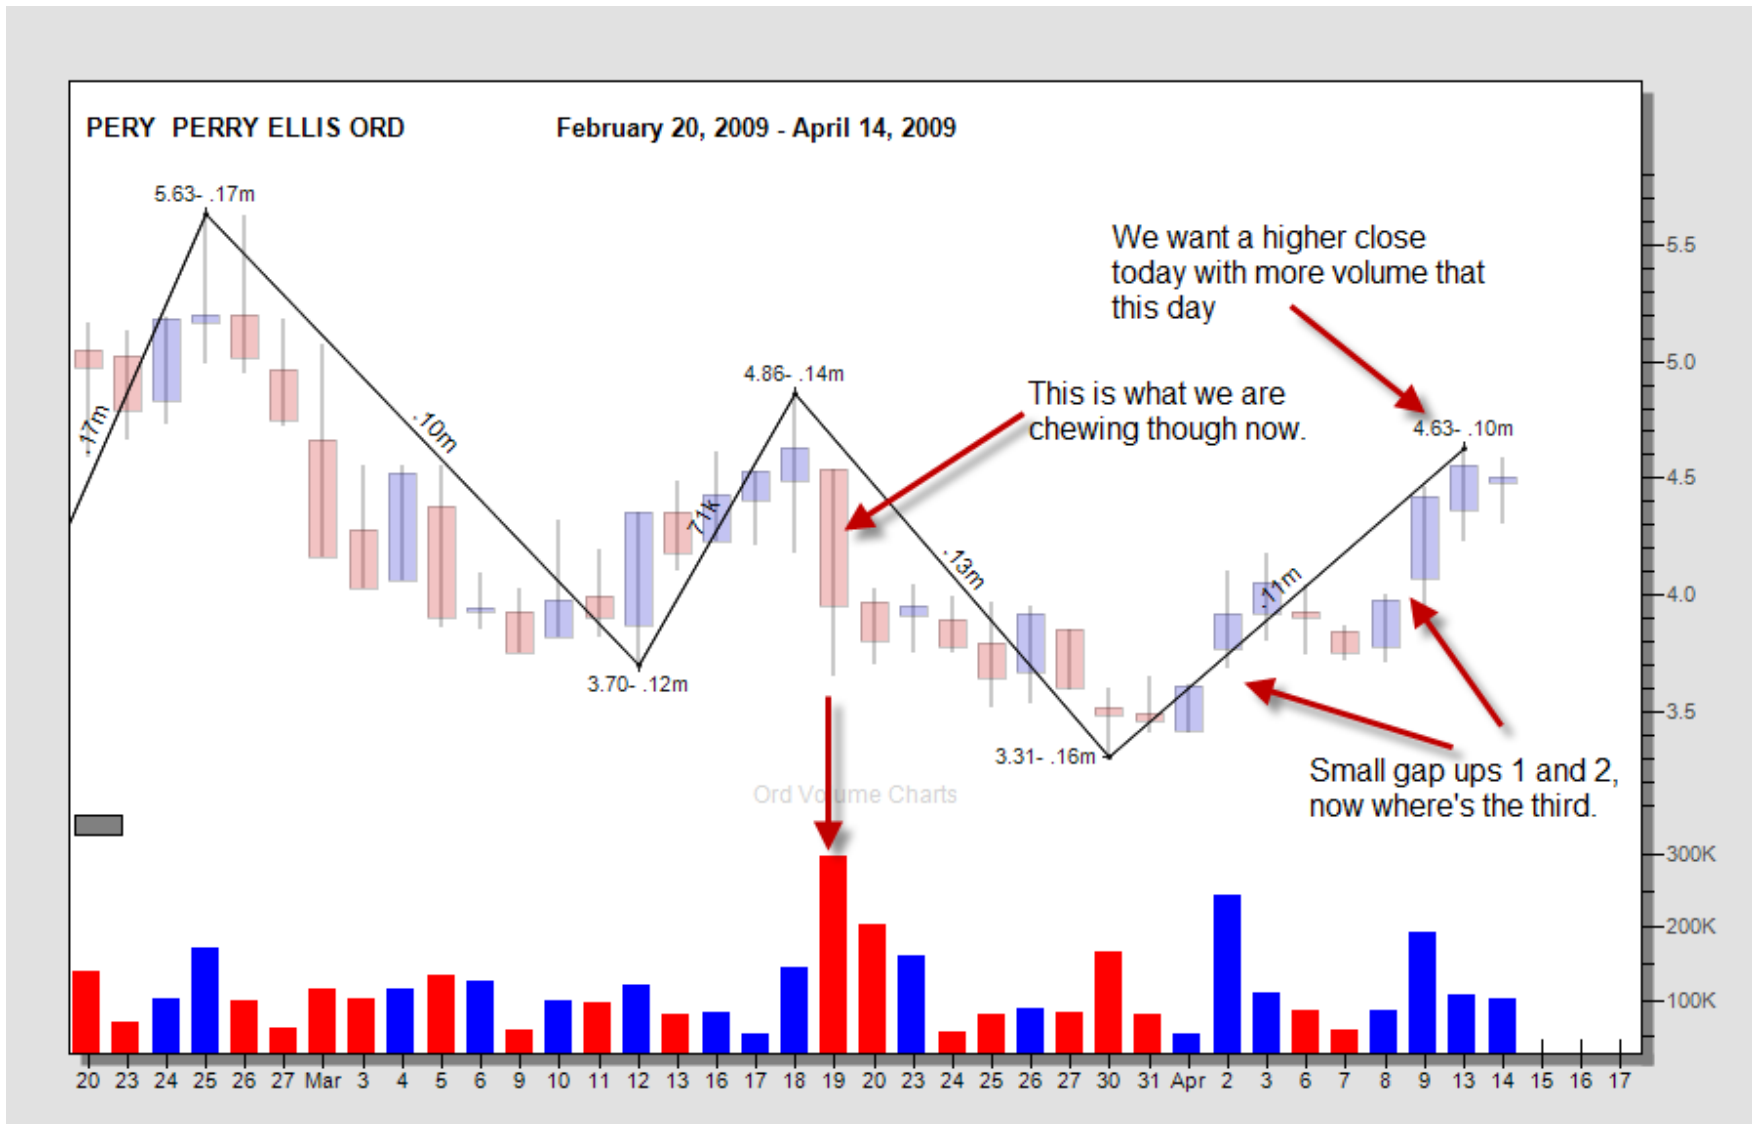 PERY PERRY ELLIS ORD
February 20, 2009 - April 14, 2009
5.63- .17m
We want a higher close
today with more volume that
this day
5.5
5.0
4.86- .14m
This is what we are
chewing though now.
4.63- .10m
.17m
.10m
71k
.13m
.11m
4.5
4.0
3.70- .12m
3.5
3.31- .16m
Small gap ups 1 and 2,
now where's the third.
Ord Volume Charts
300K
200K
100K
20 23 24 25 26 27 Mar 3 4 5 6 9 10 11 12 13 16 17 18 19 20 23 24 25 26 27 30 31 Apr 2 3 6 7 8 9 13 14 15 16 17